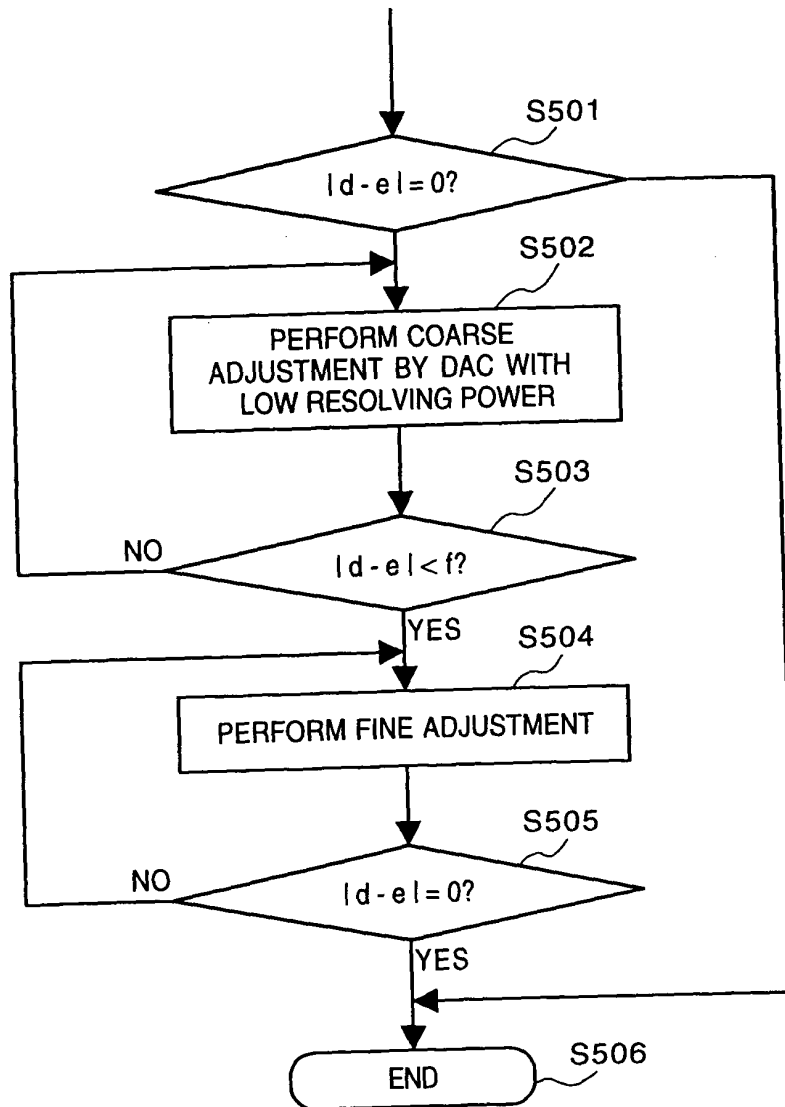 S501
|d-e|=0?
S502
PERFORM COARSE
ADJUSTMENT BY DAC WITH
LOW RESOLVING POWER
S503
NO
|d-e|<f?
YES
S504
PERFORM FINE ADJUSTMENT
S505
NO
|d-e|=0?
YES
S506
END